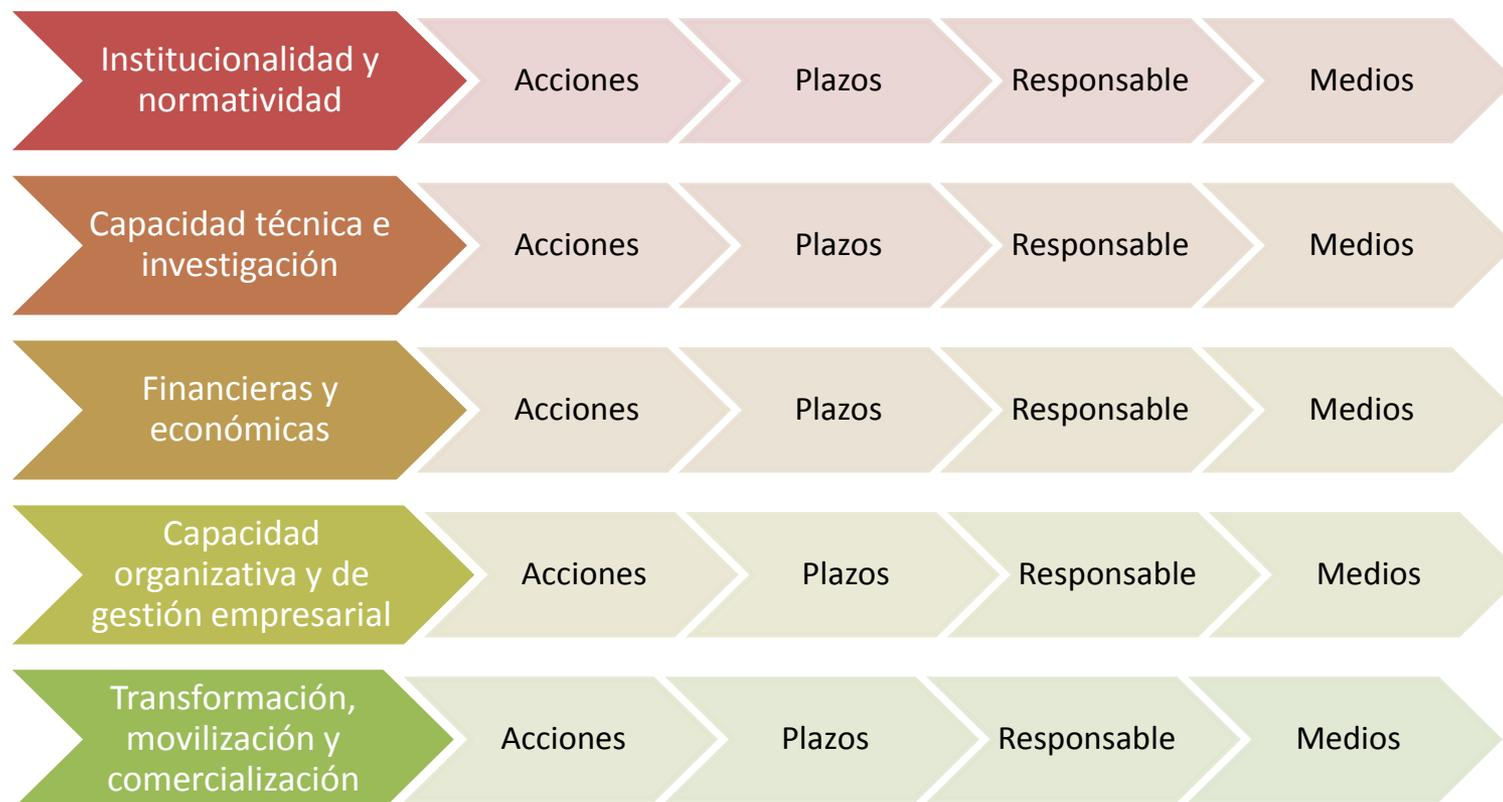 Institucionalidad y
normatividad
Acciones
Plazos
Responsable
Medios
Capacidad técnica e
investigación
Acciones
Plazos
Responsable
Medios
Financieras y
económicas
Acciones
Plazos
Responsable
Medios
Capacidad
organizativa y de
gestión empresarial
Acciones
Plazos
Responsable
Medios
Transformación,
movilización y
comercialización
Acciones
Plazos
Responsable
Medios